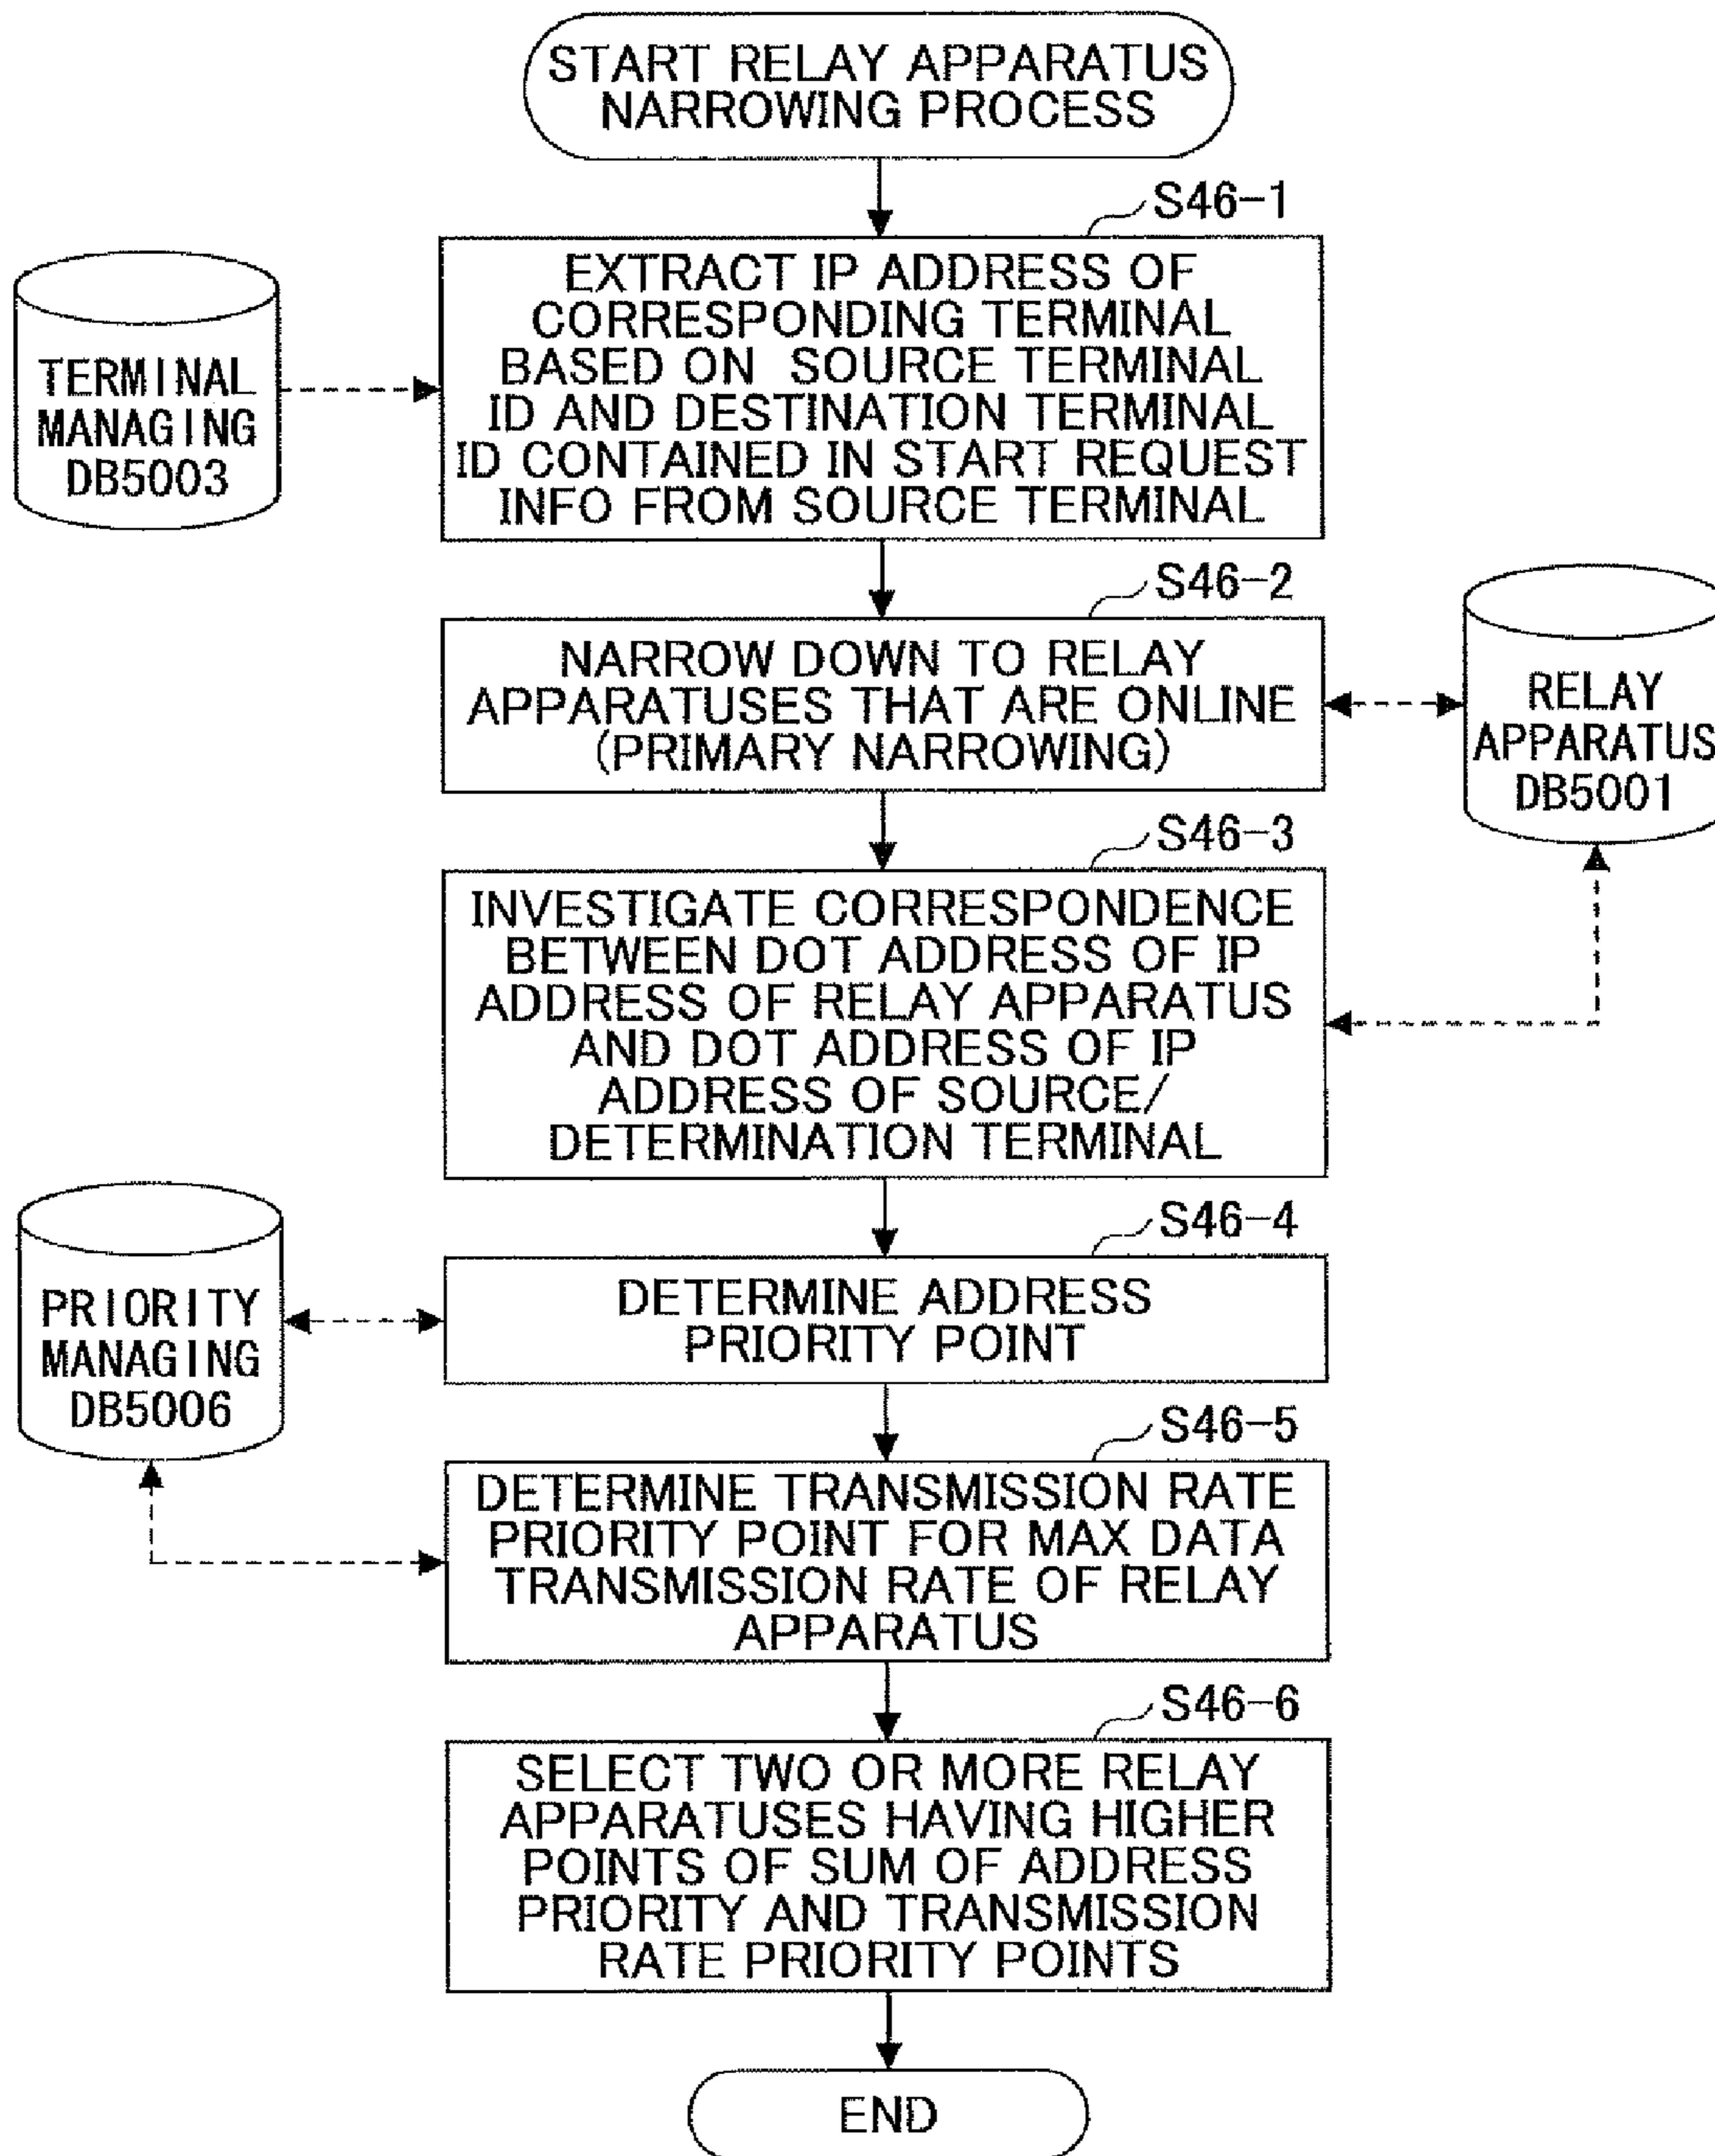 START RELAY APPARATUS
NARROWING PROCESS
S46-1
EXTRACT IP ADDRESS OF
CORRESPONDING TERMINAL
BASED ON SOURCE TERMINAL
ID AND DESTINATION TERMINAL
ID CONTAINED IN START REQUEST
INFO FROM SOURCE TERMINAL
TERMINAL
MANAGING
DB5003
S46-2
NARROW DOWN TO RELAY
APPARATUSES THAT ARE ONLINE
(PRIMARY NARROWING)
RELAY
APPARATUS
DB5001
S46-3
INVESTIGATE CORRESPONDENCE
BETWEEN DOT ADDRESS OF IP
ADDRESS OF RELAY APPARATUS
AND DOT ADDRESS OF IP
ADDRESS OF SOURCE/
DETERMINATION TERMINAL
S46-4
DETERMINE ADDRESS
PRIORITY POINT
PRIORITY
MANAGING
DB5006
S46-5
DETERMINE TRANSMISSION RATE
PRIORITY POINT FOR MAX DATA
TRANSMISSION RATE OF RELAY
APPARATUS
S46-6
SELECT TWO OR MORE RELAY
APPARATUSES HAVING HIGHER
POINTS OF SUM OF ADDRESS
PRIORITY AND TRANSMISSION
RATE PRIORITY POINTS
END